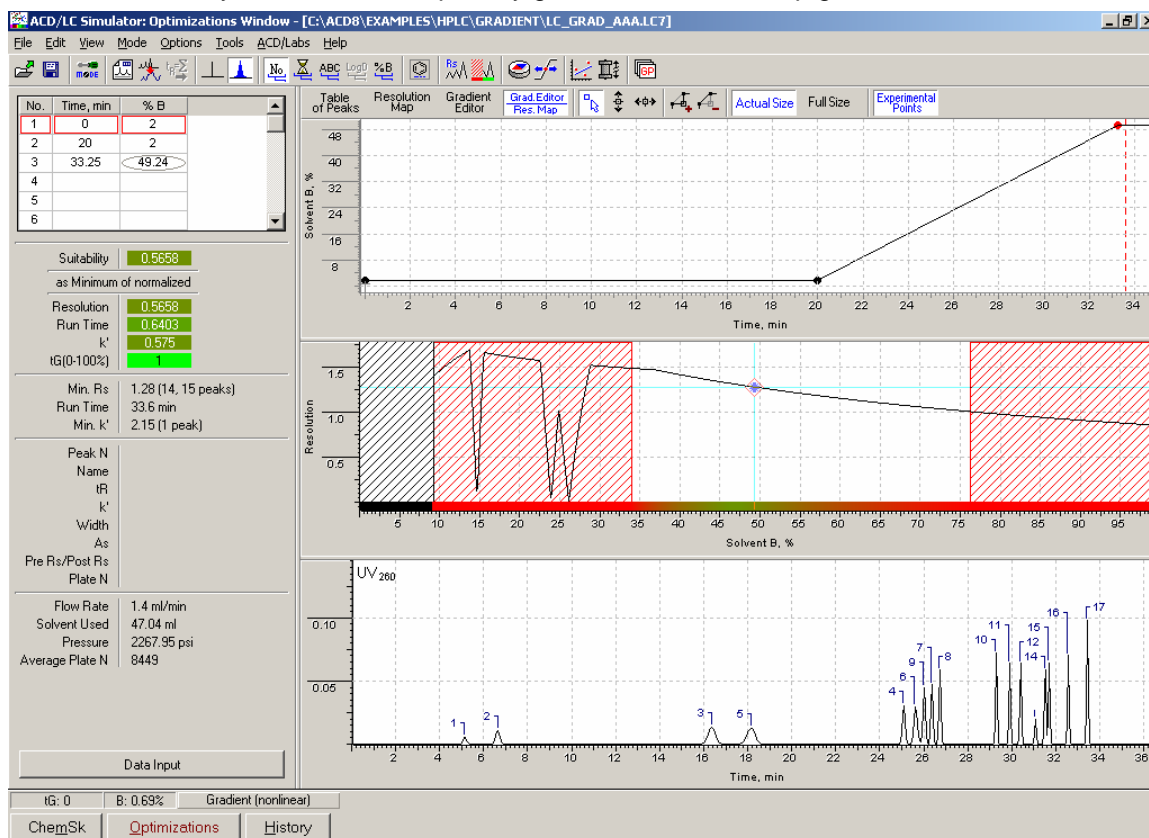 ACD/LC Simulator: Optimizations Window - [C:\ACD8\EXAMPLES\HPLC\GRADIENT\LC_GRAD_AAA.LC7]
File Edit View Mode Options Tools ACD/Labs Help
MODE No ABC LogD %B Rs GP
Table of Peaks Resolution Map Gradient Editor Grad.Editor Res. Map Actual Size Full Size Experimental Points
No. Time, min % B
1 0 2
2 20 2
3 33.25 49.24
4
5
6
Suitability 0.5658
as Minimum of normalized
Resolution 0.5658
Run Time 0.6403
k' 0.575
tG(0-100%) 1
Min. Rs 1.28 (14, 15 peaks)
Run Time 33.6 min
Min. k' 2.15 (1 peak)
Peak N
Name
tR
k'
Width
As
Pre Rs/Post Rs
Plate N
Flow Rate 1.4 ml/min
Solvent Used 47.04 ml
Pressure 2267.95 psi
Average Plate N 8449
Data Input
Solvent B, %
48
40
32
24
16
8
2 4 6 8 10 12 14 16 18 20 22 24 26 28 30 32 34
Time, min
Resolution
1.5
1.0
0.5
5 10 15 20 25 30 35 40 45 50 55 60 65 70 75 80 85 90 95
Solvent B, %
UV 260
0.10
0.05
1 2 3 5 4 6 9 7 8 10 11 12 14 15 16 17
2 4 6 8 10 12 14 16 18 20 22 24 26 28 30 32 34 36
Time, min
tG: 0 B: 0.69% Gradient (nonlinear)
ChemSk Optimizations History